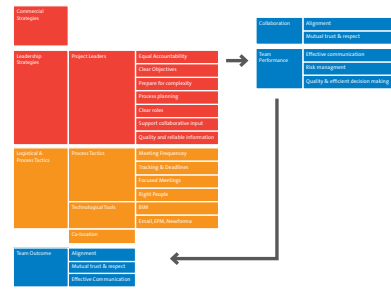 Commercial
Strategies
Leadership
Strategies
Project Leaders
Equal Accountability
Clear Objectives
Prepare for complexity
Process planning
Clear roles
Support collaborative input
Quality and reliable information
Logistical &
Process Tactics
Process Tactics
Meeting Frequency
Tracking & Deadlines
Focused Meetings
Right People
Technological Tools
BIM
Email, EPM, Newforma
Co-location
Team Outcome
Alignment
Mutual trust & respect
Effective Communication
Collaboration
Alignment
Mutual trust & respect
Team
Performance
Effective communication
Risk managment
Quality & efficient decision making